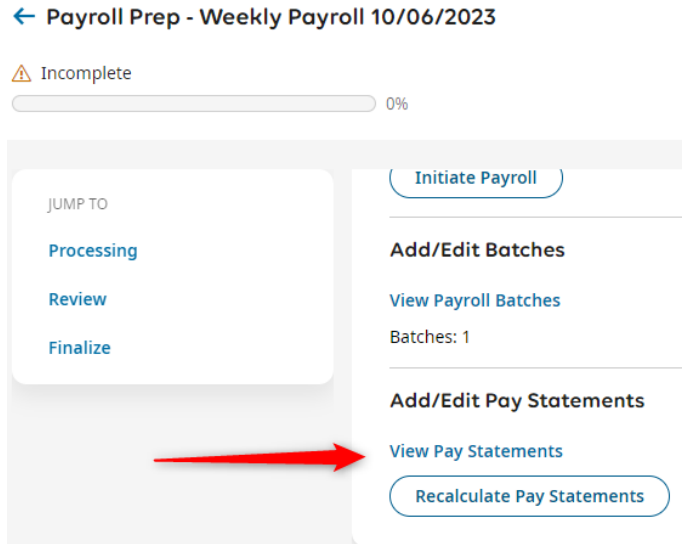 Payroll Prep - Weekly Payroll 10/06/2023
Incomplete
0%
JUMP TO
Processing
Review
Finalize
Initiate Payroll
Add/Edit Batches
View Payroll Batches
Batches: 1
Add/Edit Pay Statements
View Pay Statements
Recalculate Pay Statements